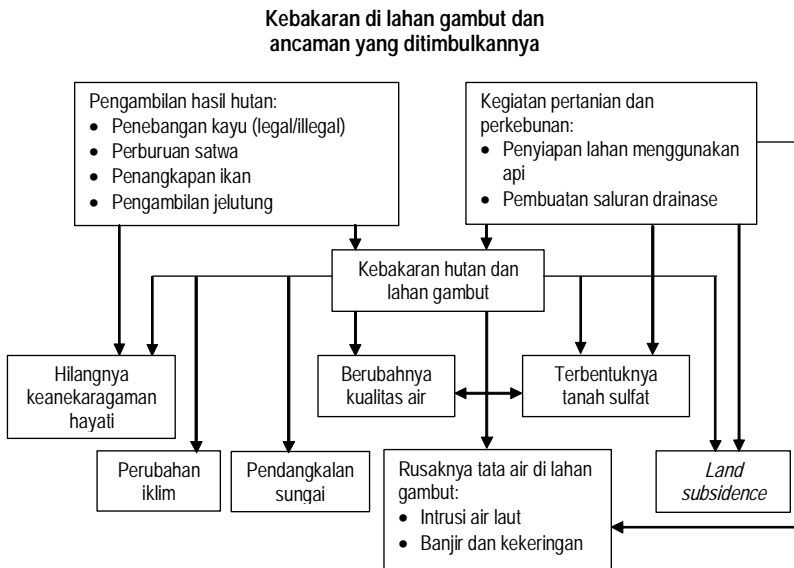 Kebakaran di lahan gambut dan
ancaman yang ditimbulkannya
Pengambilan hasil hutan:
• Penebangan kayu (legal/illegal)
• Perburuan satwa
• Penangkapan ikan
• Pengambilan jelutung
Kegiatan pertanian dan
perkebunan:
• Penyiapan lahan menggunakan
api
• Pembuatan saluran drainase
Kebakaran hutan dan
lahan gambut
Hilangnya
keanekaragaman
hayati
Berubahnya
kualitas air
Terbentuknya
tanah sulfat
Perubahan
iklim
Pendangkalan
sungai
Rusaknya tata air di lahan
gambut:
• Intrusi air laut
• Banjir dan kekeringan
Land
subsidence